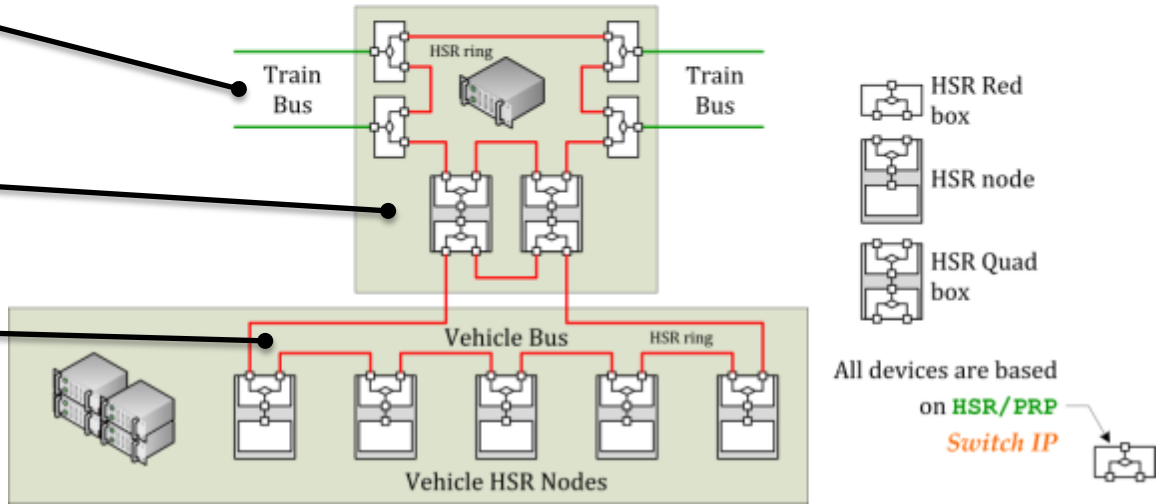 HSR ring
Train
Bus
Train
Bus
HSR Red
box
HSR node
HSR Quad
box
Vehicle Bus
HSR ring
All devices are based
on HSR/PRP
Switch IP
Vehicle HSR Nodes